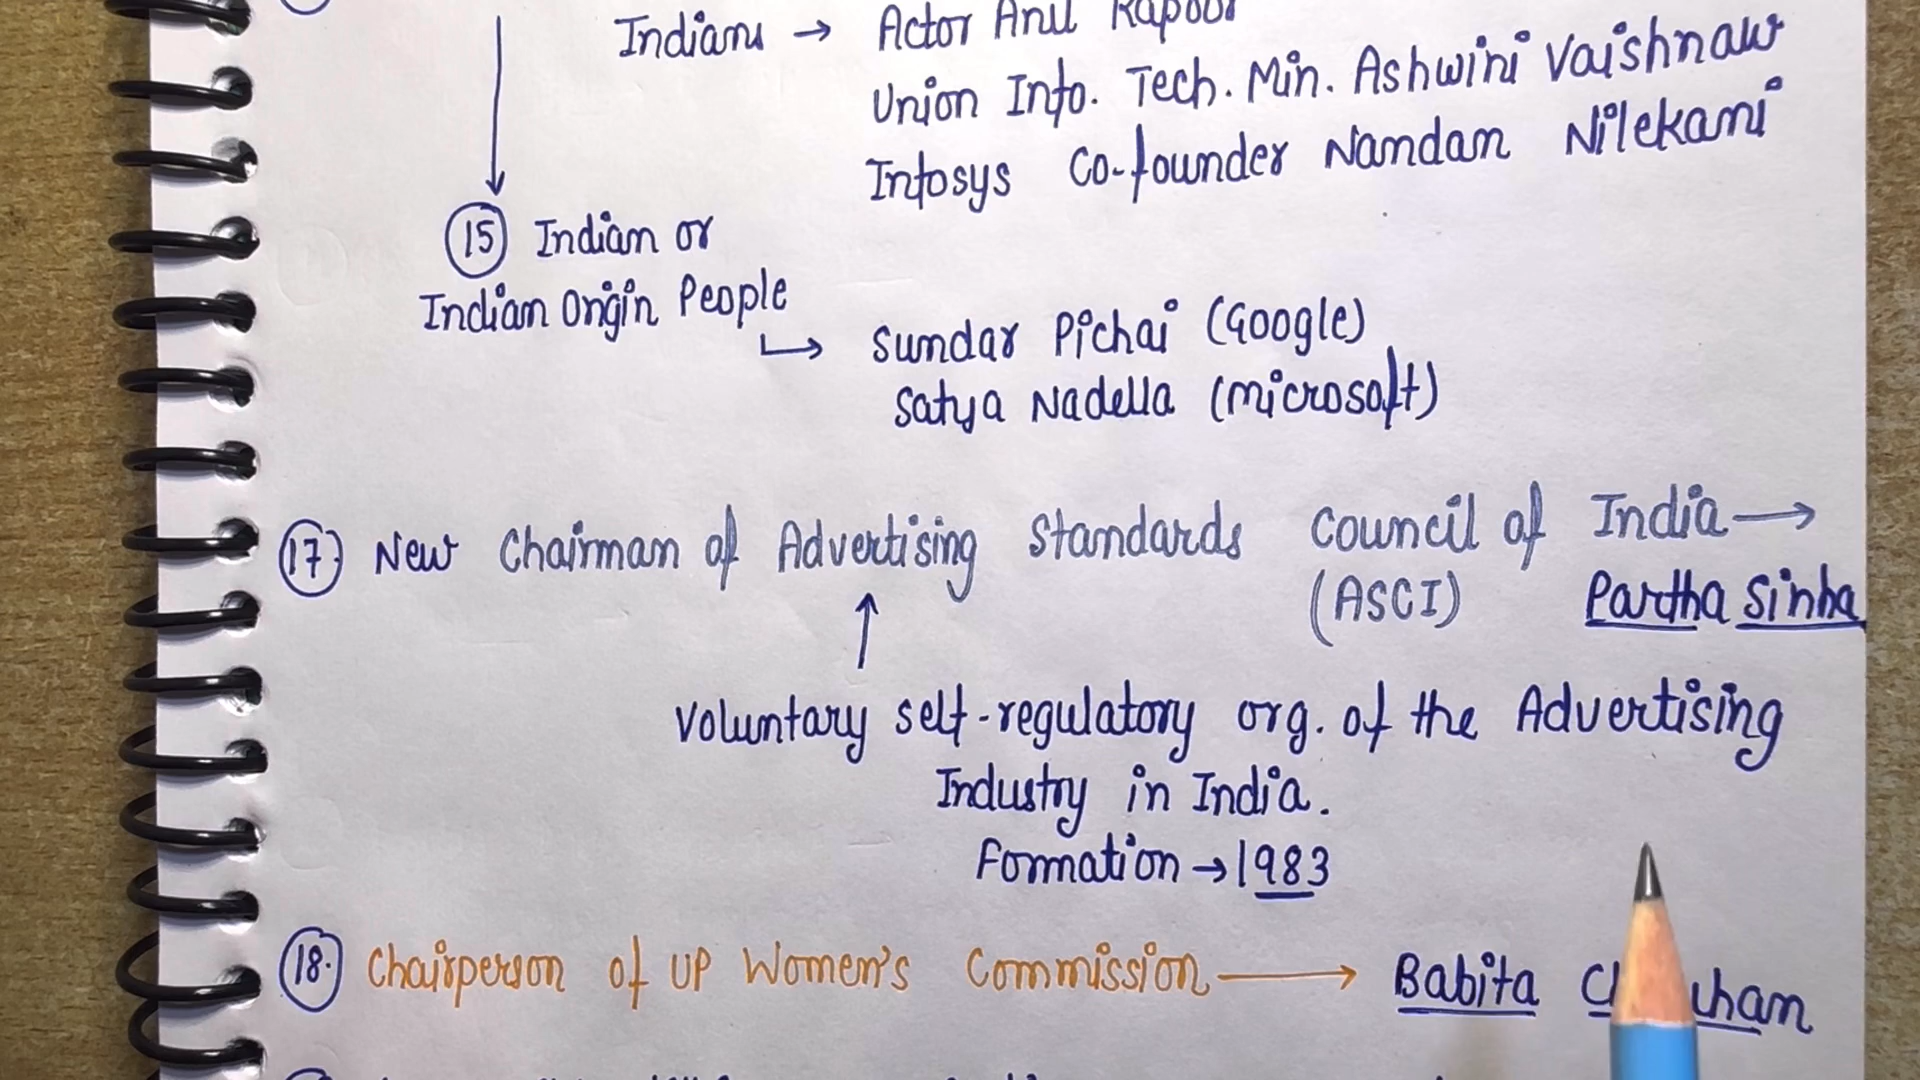 Indians → Actor Anil Kapoor
Union Info. Tech. Min. Ashwini Vaishnaw
Infosys Co-founder Nandan Nilekani
15 Indian or
Indian Origin People
↳ Sundar Pichai (Google)
Satya Nadella (Microsoft)
17) New Chairman of Advertising Standards Council of India →
(ASCI) Partha Sinha
↑
Voluntary self-regulatory org. of the Advertising
Industry in India.
Formation → 1983
18.) Chairperson of UP Women's Commission → Babita